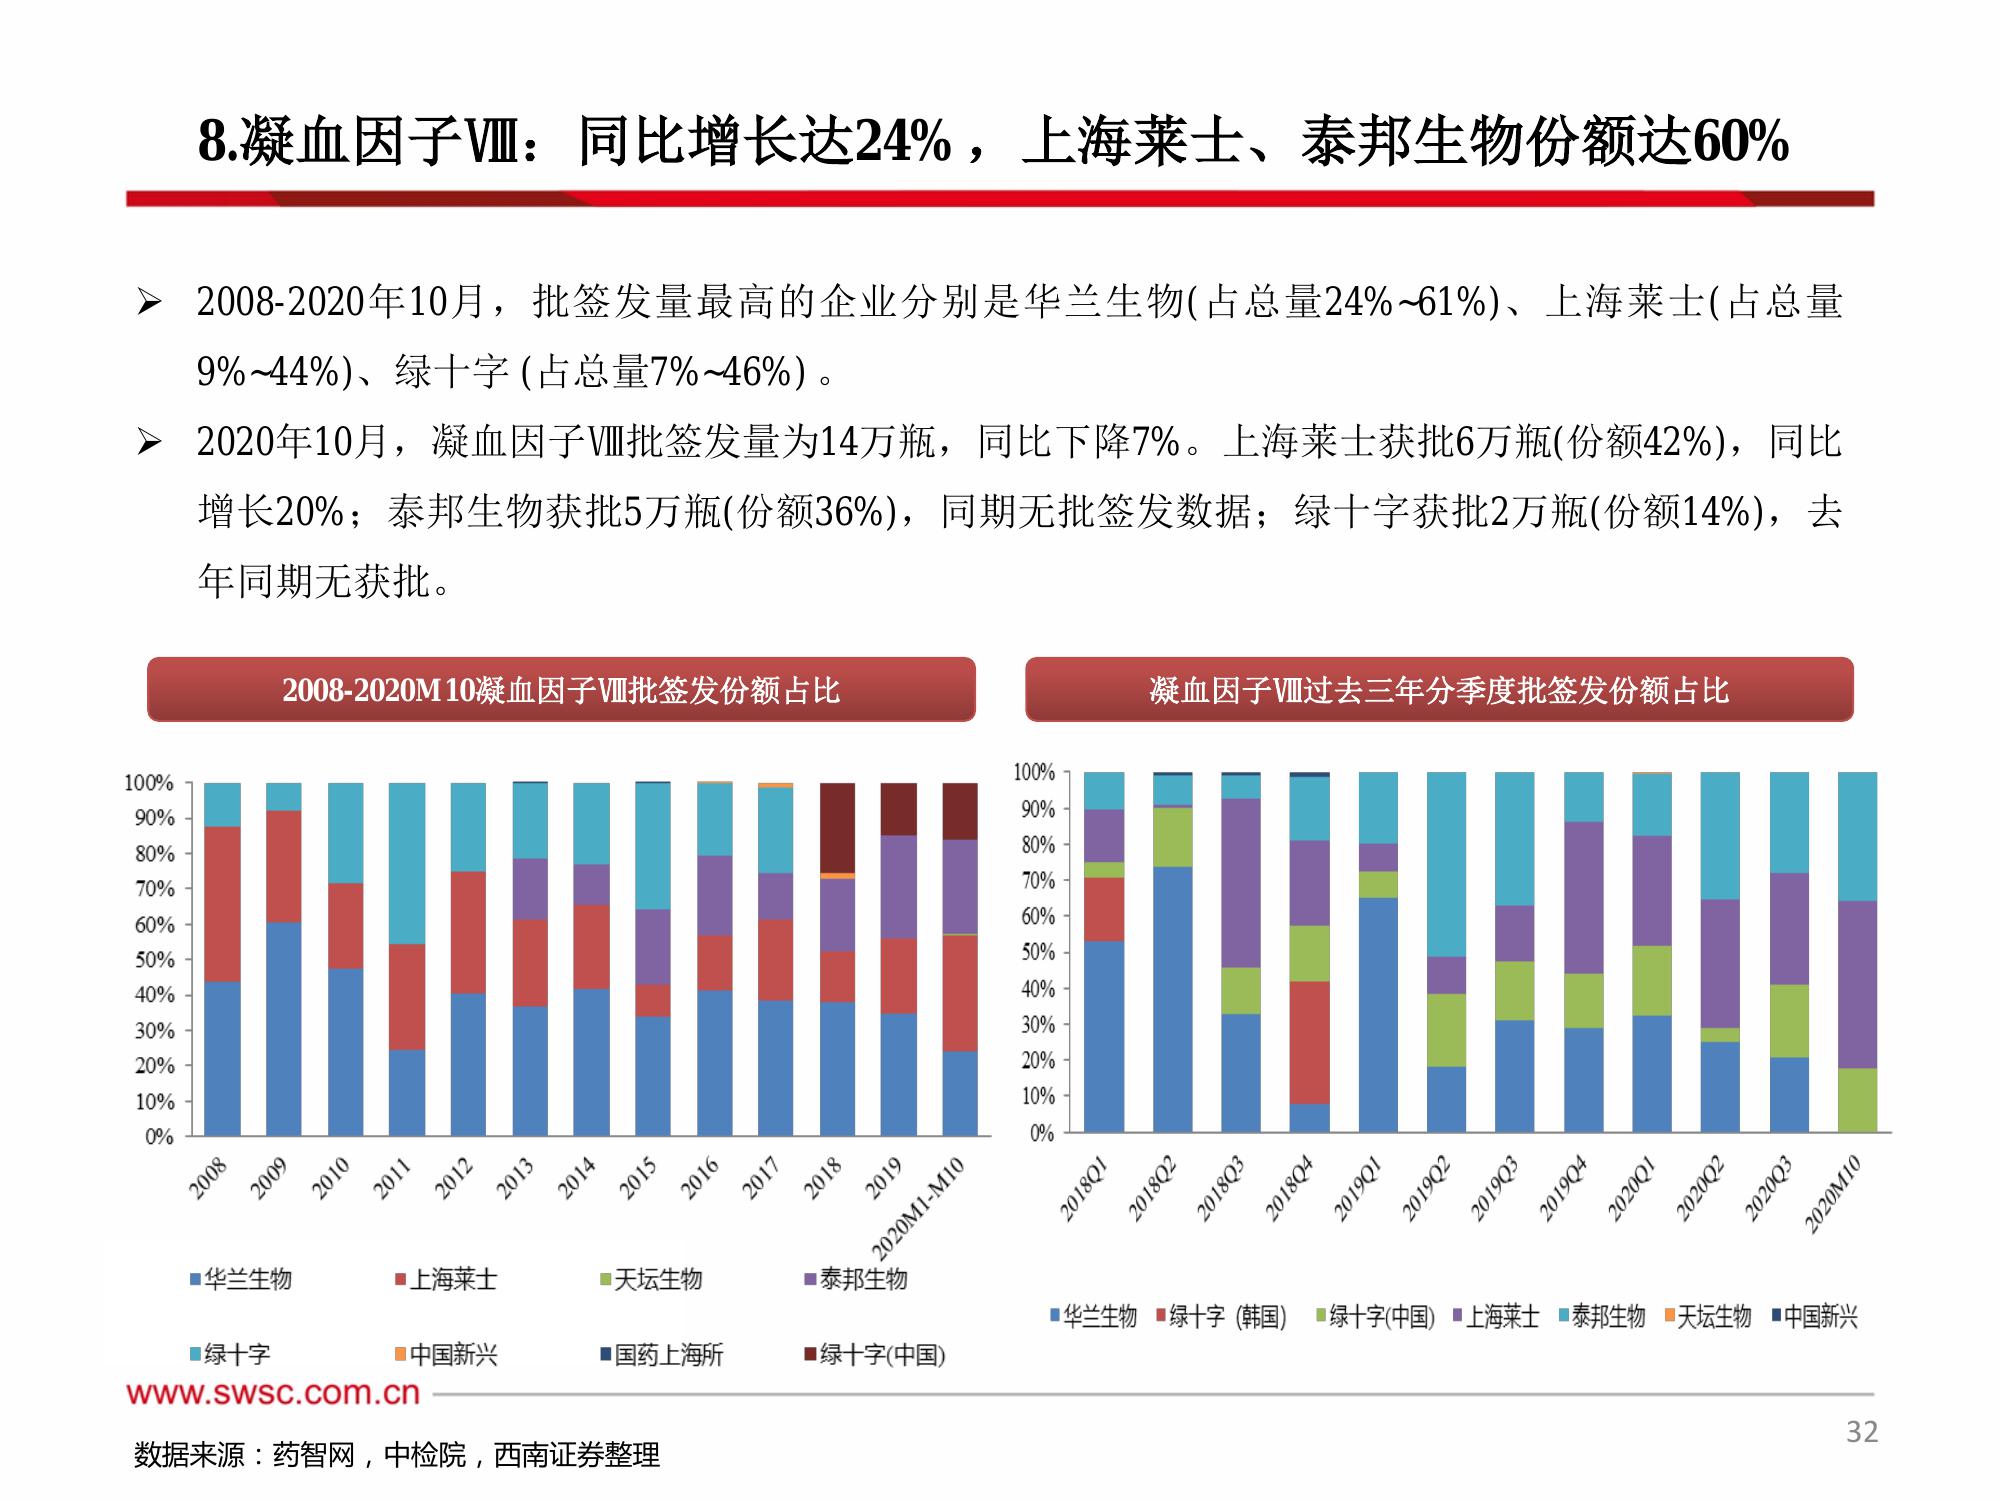 8.凝血因子Ⅷ：同比增长达24%，上海莱士、泰邦生物份额达60%
➢ 2008-2020年10月，批签发量最高的企业分别是华兰生物(占总量24%~61%)、上海莱士(占总量
9%~44%)、绿十字 (占总量7%~46%) 。
➢ 2020年10月，凝血因子Ⅷ批签发量为14万瓶，同比下降7%。上海莱士获批6万瓶(份额42%)，同比
增长20%；泰邦生物获批5万瓶(份额36%)，同期无批签发数据；绿十字获批2万瓶(份额14%)，去
年同期无获批。
2008-2020M10凝血因子Ⅷ批签发份额占比
100%
90%
80%
70%
60%
50%
40%
30%
20%
10%
0%
2008 2009 2010 2011 2012 2013 2014 2015 2016 2017 2018 2019 2020M1-M10
华兰生物 上海莱士 天坛生物 泰邦生物
绿十字 中国新兴 国药上海所 绿十字(中国)
凝血因子Ⅷ过去三年分季度批签发份额占比
100%
90%
80%
70%
60%
50%
40%
30%
20%
10%
0%
2018Q1 2018Q2 2018Q3 2018Q4 2019Q1 2019Q2 2019Q3 2019Q4 2020Q1 2020Q2 2020Q3 2020M10
华兰生物 绿十字（韩国） 绿十字(中国) 上海莱士 泰邦生物 天坛生物 中国新兴
www.swsc.com.cn
32
数据来源：药智网，中检院，西南证券整理